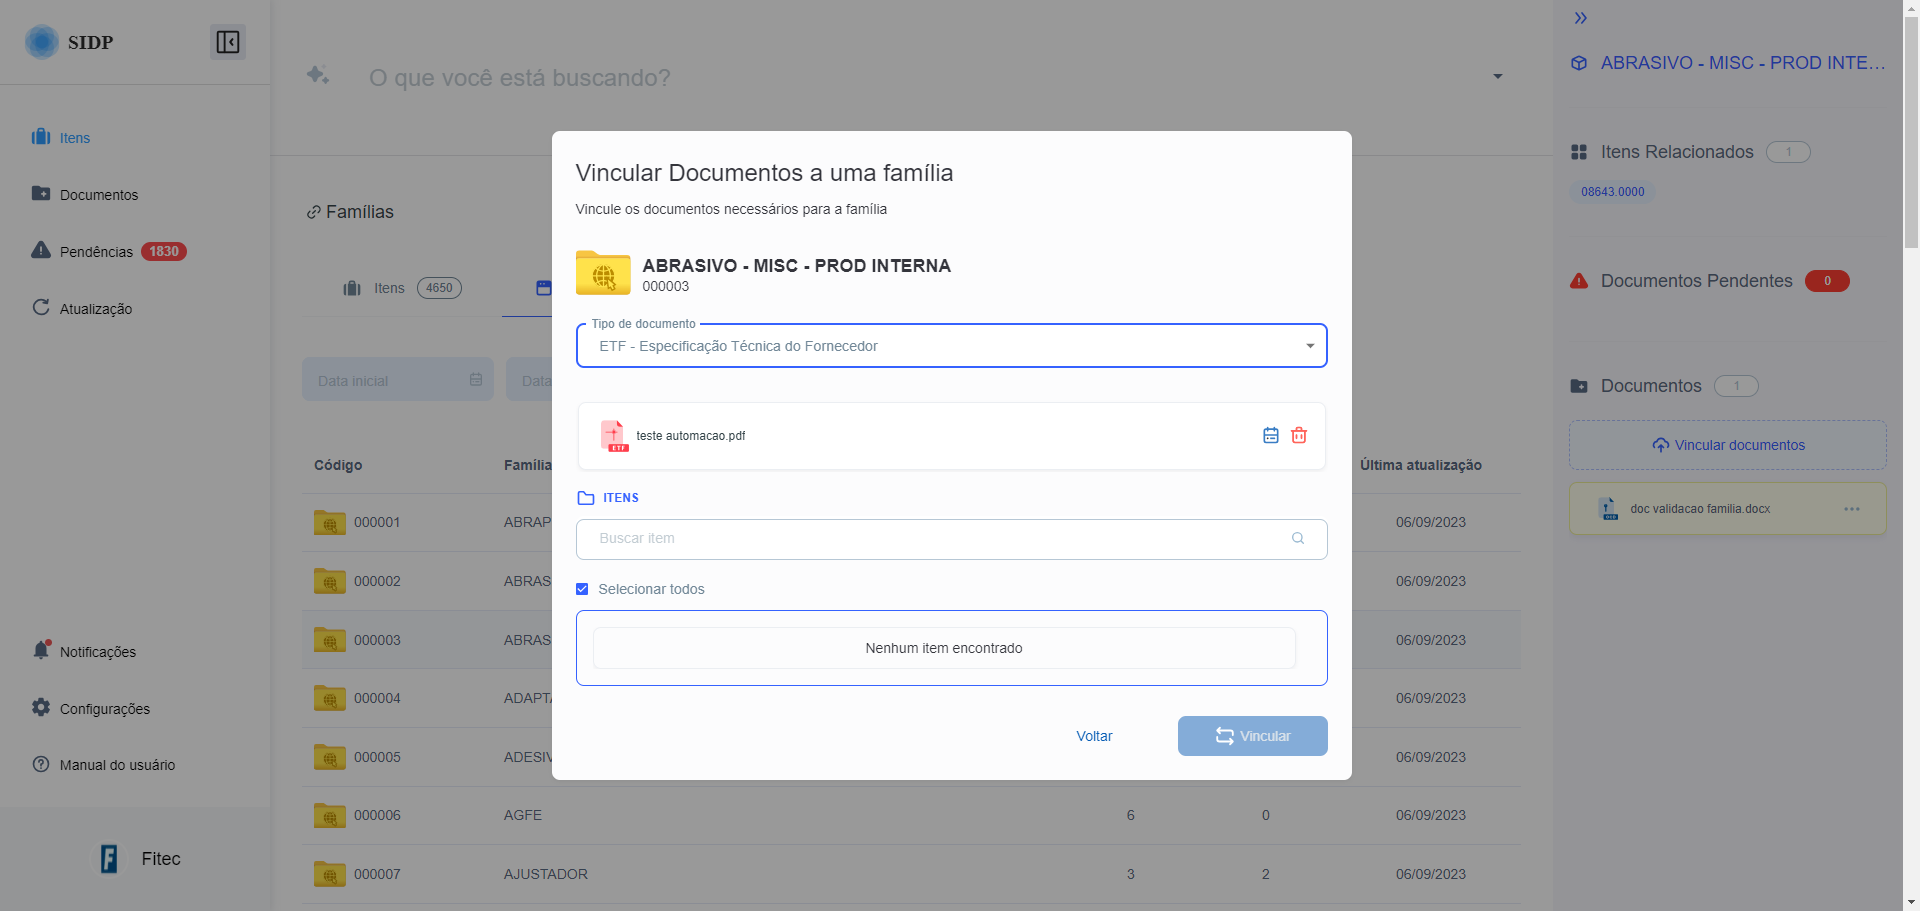 SIDP
Itens
Documentos
Pendências 1830
Atualização
Notificações
Configurações
Manual do usuário
Fitec
O que você está buscando?
Famílias
Itens 4650
Data inicial
Data
Código
Família
Última atualização
000001
ABRAP
06/09/2023
000002
ABRAS
06/09/2023
000003
ABRAS
06/09/2023
000004
ADAPTA
06/09/2023
000005
ADESIV
06/09/2023
000006
AGFE
6
0
06/09/2023
000007
AJUSTADOR
3
2
06/09/2023
Vincular Documentos a uma família
Vincule os documentos necessários para a família
ABRASIVO - MISC - PROD INTERNA
000003
Tipo de documento
ETF - Especificação Técnica do Fornecedor
ETF
teste automacao.pdf
ITENS
Buscar item
Selecionar todos
Nenhum item encontrado
Voltar
Vincular
ABRASIVO - MISC - PROD INTE...
Itens Relacionados 1
08643.0000
Documentos Pendentes 0
Documentos 1
Vincular documentos
doc validacao familia.docx